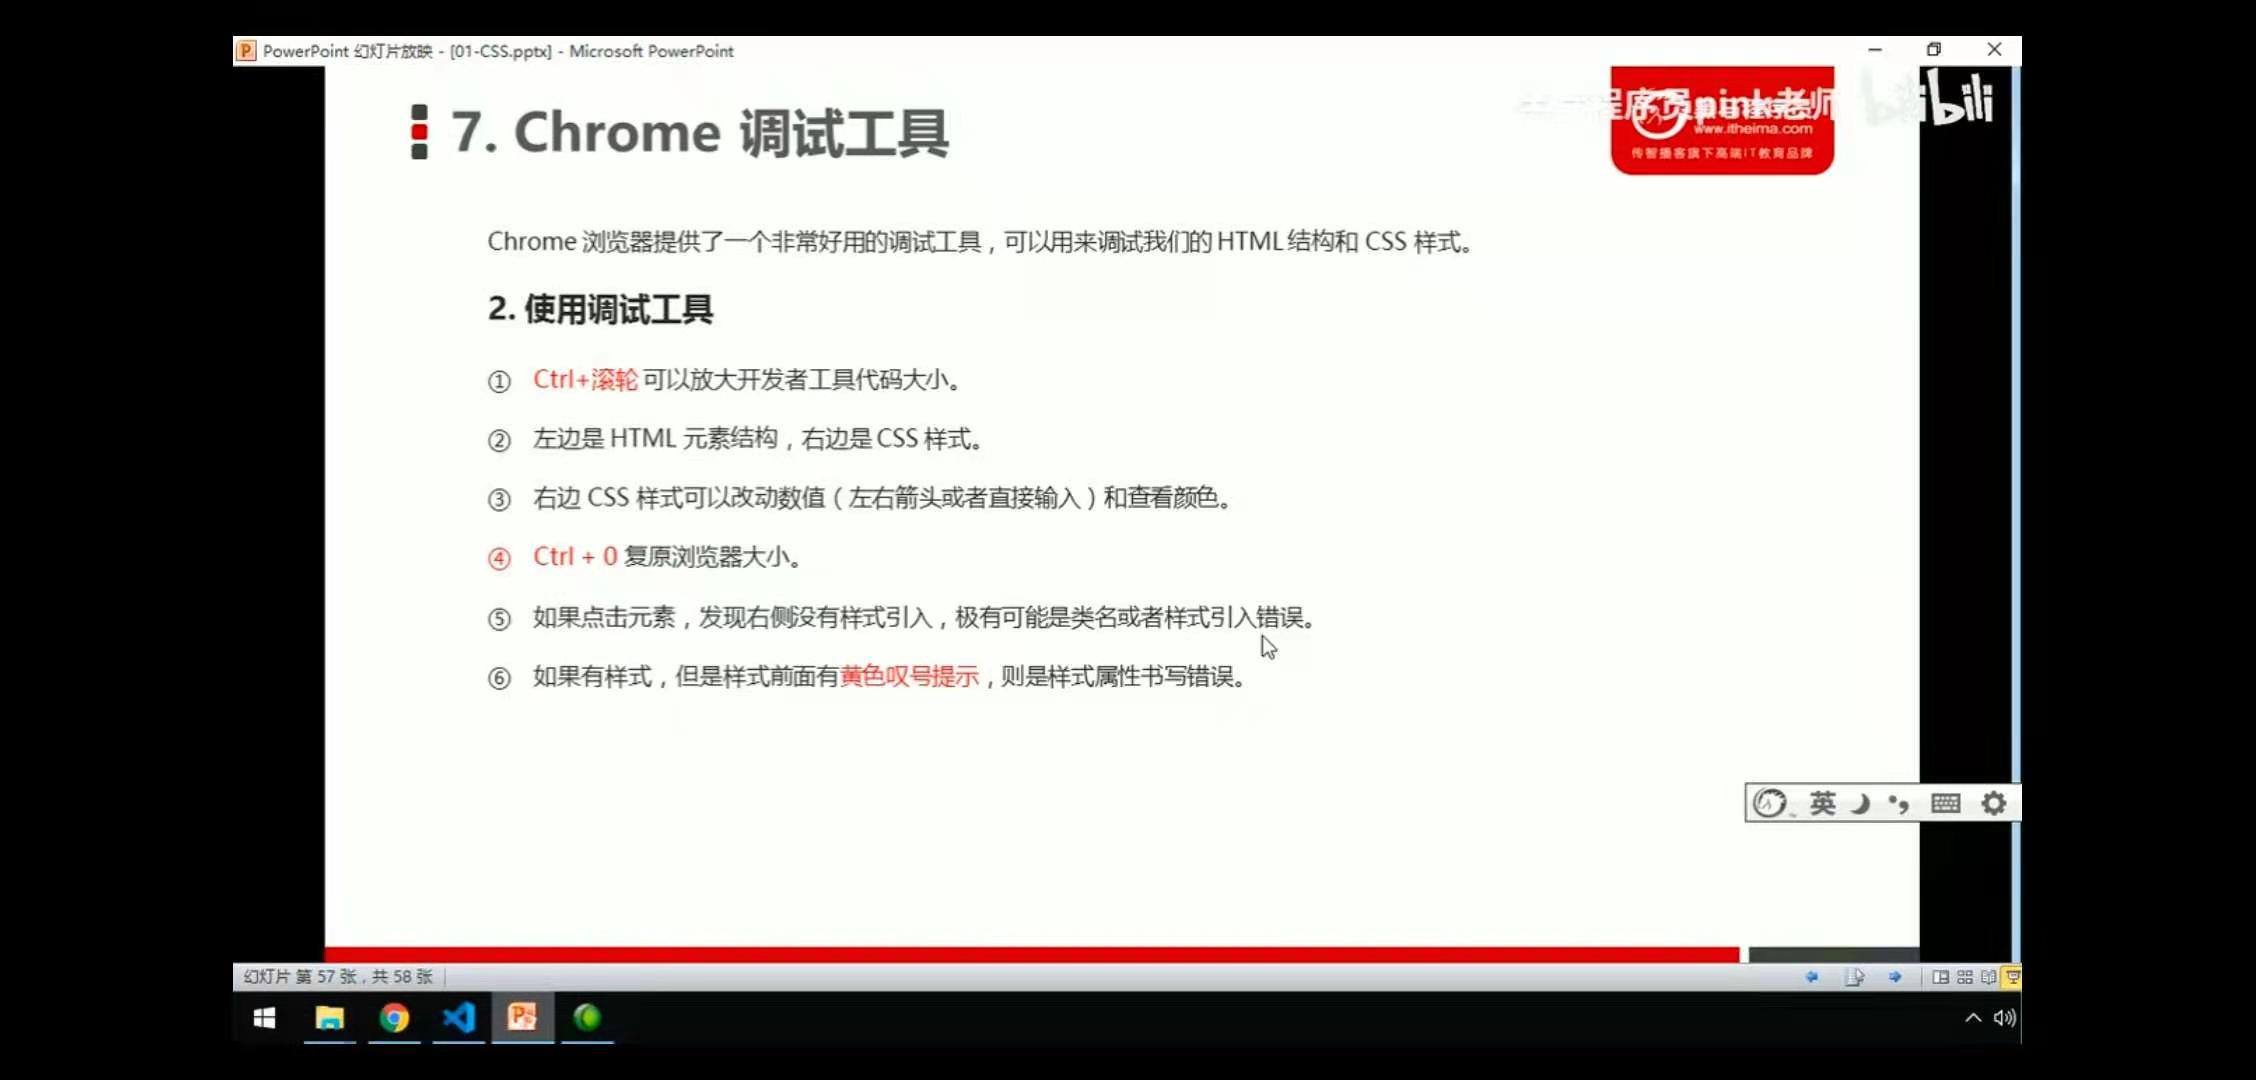 PowerPoint 幻灯片放映 - [01-CSS.pptx] - Microsoft PowerPoint
7. Chrome 调试工具
程序员pink老师
bilibili
www.itheima.com
传智播客旗下高端IT教育品牌
Chrome 浏览器提供了一个非常好用的调试工具，可以用来调试我们的 HTML 结构和 CSS 样式。
2. 使用调试工具
① Ctrl+滚轮 可以放大开发者工具代码大小。
② 左边是 HTML 元素结构，右边是 CSS 样式。
③ 右边 CSS 样式可以改动数值（左右箭头或者直接输入）和查看颜色。
④ Ctrl + 0 复原浏览器大小。
⑤ 如果点击元素，发现右侧没有样式引入，极有可能是类名或者样式引入错误。
⑥ 如果有样式，但是样式前面有黄色叹号提示，则是样式属性书写错误。
英
幻灯片 第 57 张，共 58 张